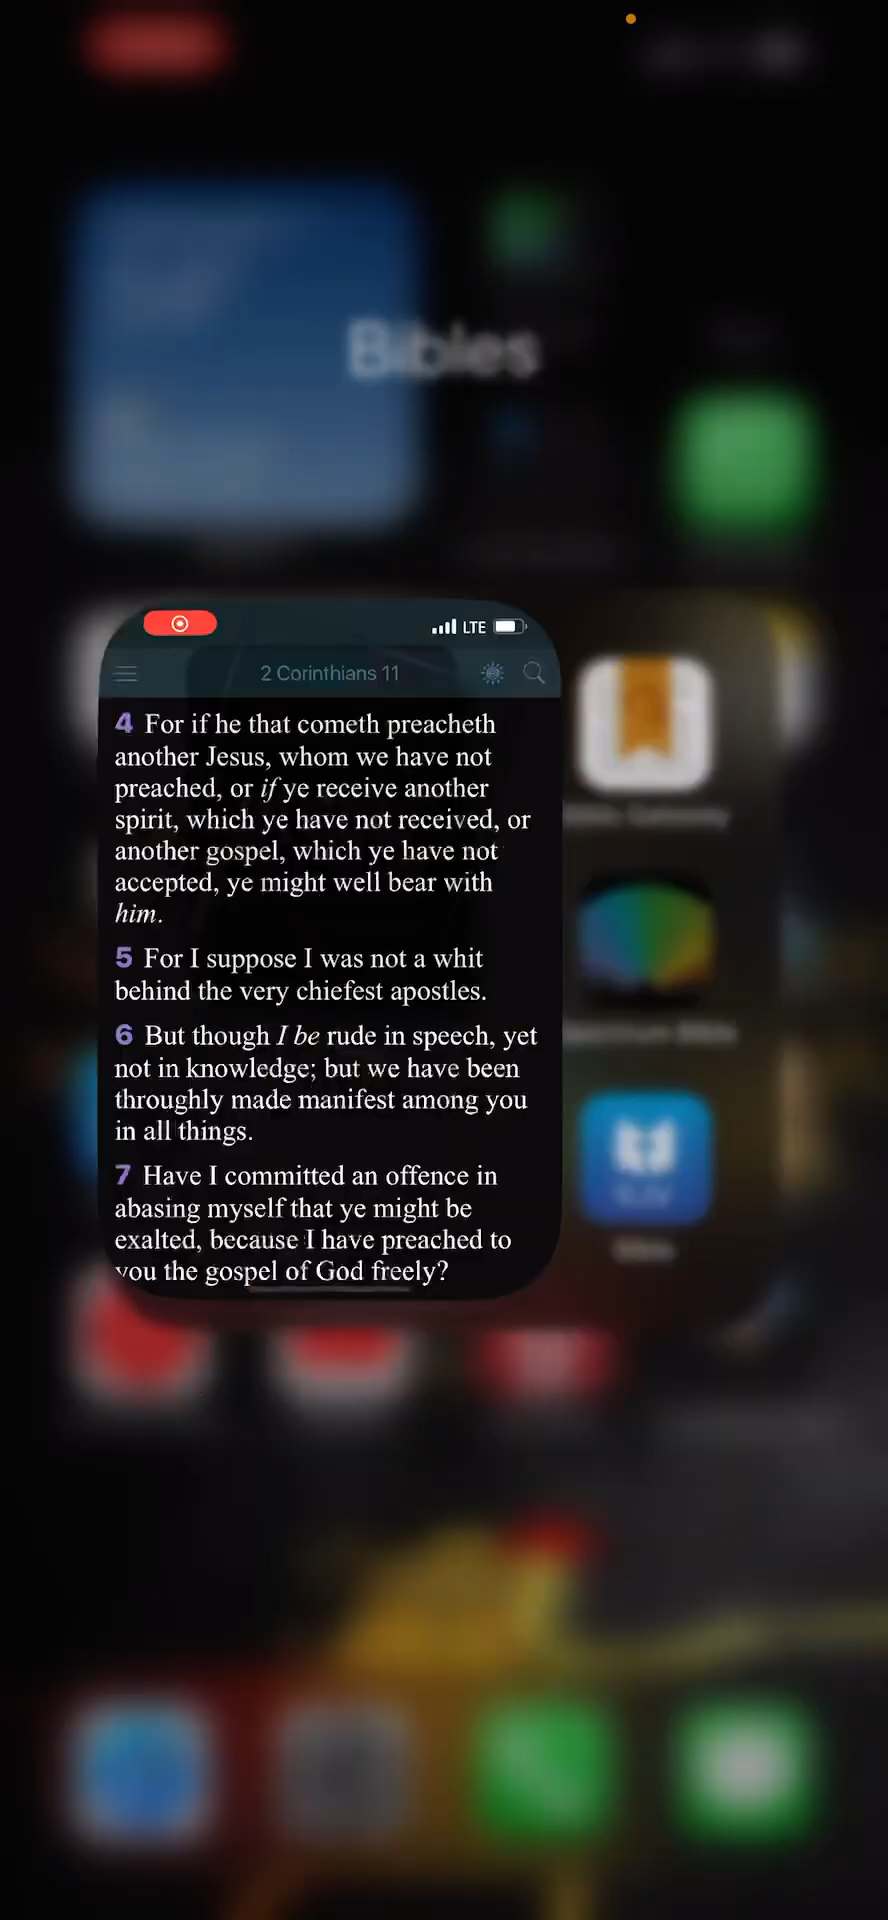 Bibles
LTE
2 Corinthians 11
4 For if he that cometh preacheth
another Jesus, whom we have not
preached, or if ye receive another
spirit, which ye have not received, or
another gospel, which ye have not
accepted, ye might well bear with
him.
5 For I suppose I was not a whit
behind the very chiefest apostles.
6 But though I be rude in speech, yet
not in knowledge; but we have been
throughly made manifest among you
in all things.
7 Have I committed an offence in
abasing myself that ye might be
exalted, because I have preached to
you the gospel of God freely?
Bible Gateway
Spectrum Bible
Bible